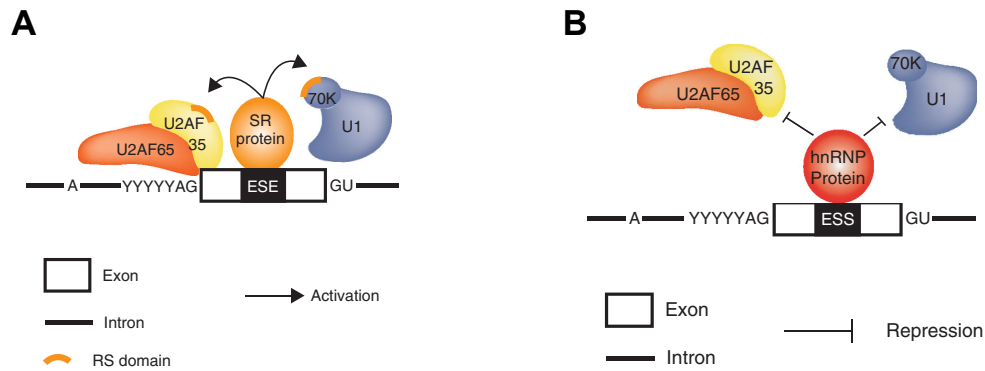 A
U2AF
35
U2AF65
SR
protein
70K
U1
A
YYYYYAG
ESE
GU
Exon
Activation
Intron
RS domain
B
U2AF
35
U2AF65
70K
U1
hnRNP
Protein
A
YYYYYAG
ESS
GU
Exon
Repression
Intron